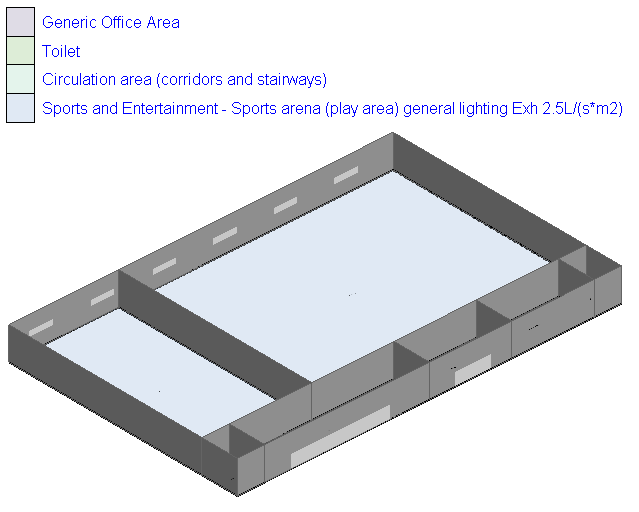 Generic Office Area
Toilet
Circulation area (corridors and stairways)
Sports and Entertainment - Sports arena (play area) general lighting Exh 2.5L/(s*m2)